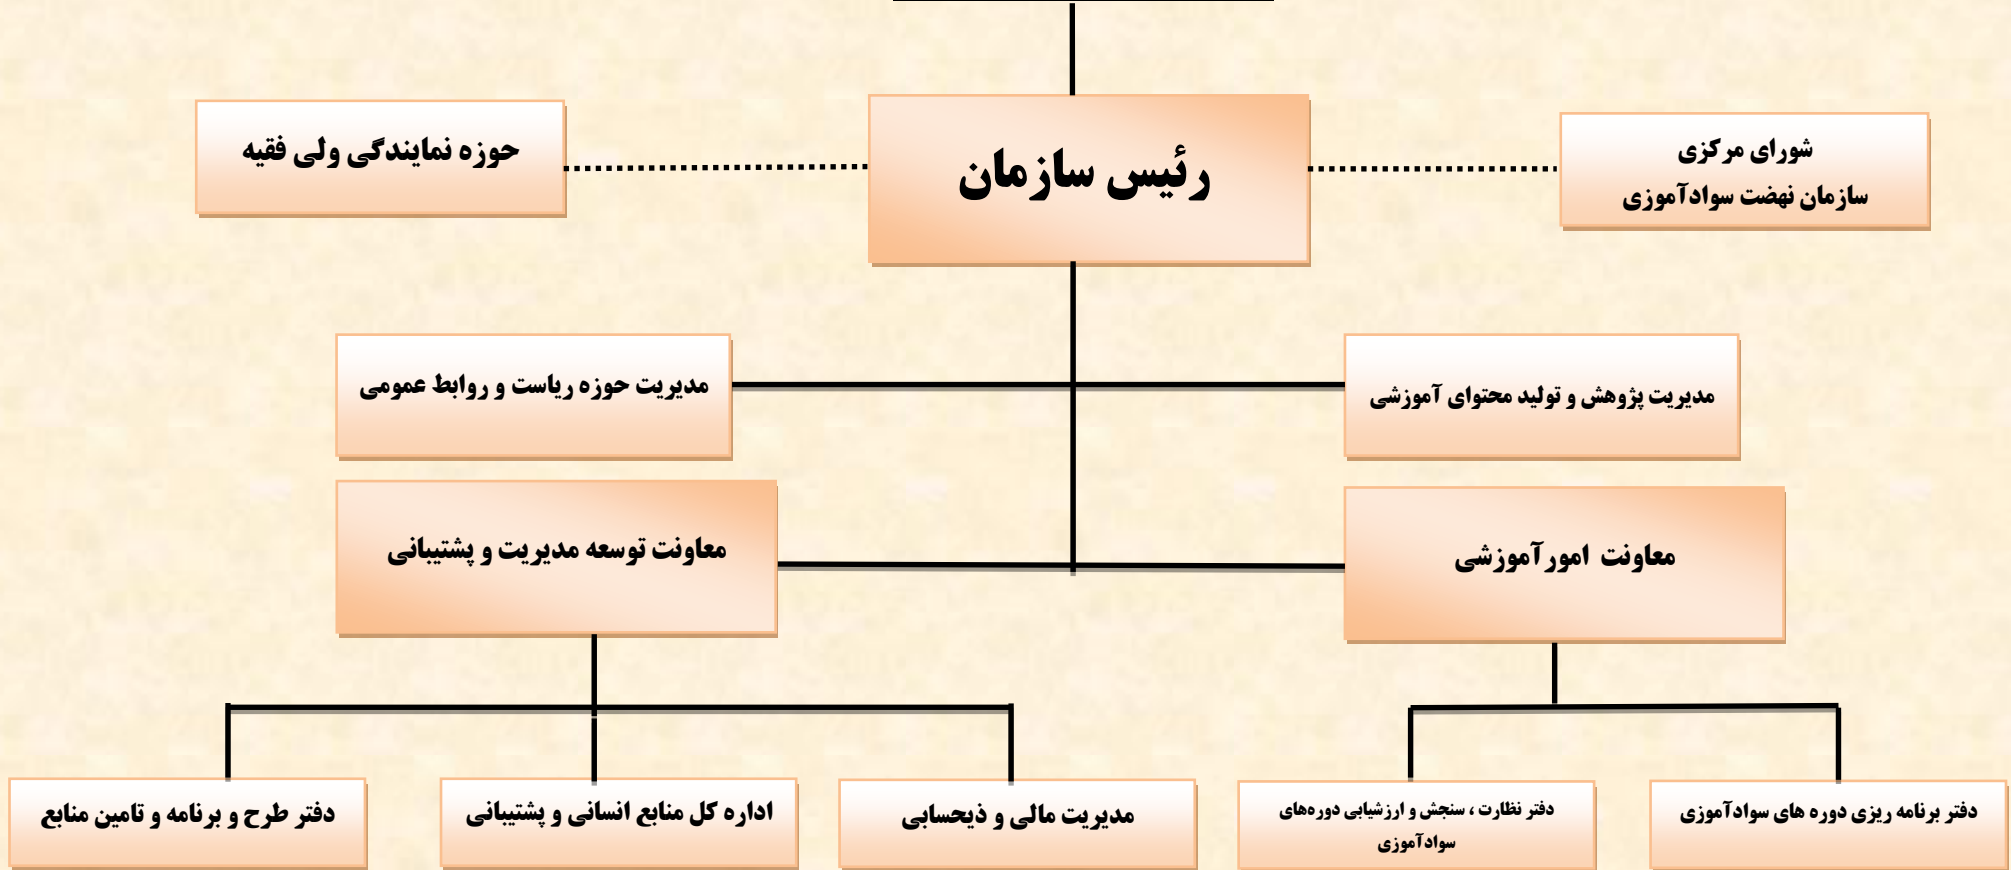 شورای مرکزی
سازمان نهضت سوادآموزی
رئیس سازمان
حوزه نمایندگی ولی فقیه
مدیریت پژوهش و تولید محتوای آموزشی
مدیریت حوزه ریاست و روابط عمومی
معاونت امورآموزشی
معاونت توسعه مدیریت و پشتیبانی
دفتر برنامه ریزی دوره های سوادآموزی
دفتر نظارت ، سنجش و ارزشیابی دوره‌های
سوادآموزی
مدیریت مالی و ذیحسابی
اداره کل منابع انسانی و پشتیبانی
دفتر طرح و برنامه و تامین منابع